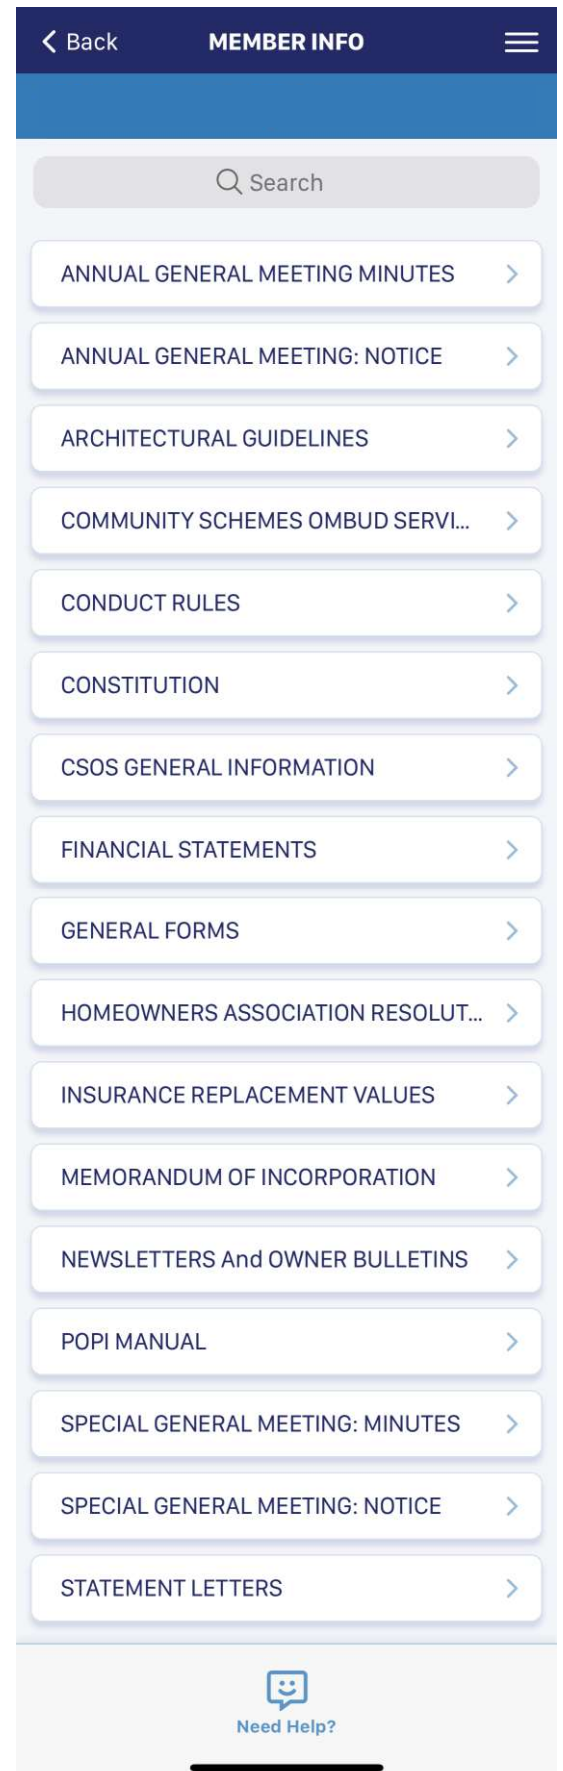 Back
MEMBER INFO
Search
ANNUAL GENERAL MEETING MINUTES
ANNUAL GENERAL MEETING: NOTICE
ARCHITECTURAL GUIDELINES
COMMUNITY SCHEMES OMBUD SERVI...
CONDUCT RULES
CONSTITUTION
CSOS GENERAL INFORMATION
FINANCIAL STATEMENTS
GENERAL FORMS
HOMEOWNERS ASSOCIATION RESOLUT...
INSURANCE REPLACEMENT VALUES
MEMORANDUM OF INCORPORATION
NEWSLETTERS And OWNER BULLETINS
POPI MANUAL
SPECIAL GENERAL MEETING: MINUTES
SPECIAL GENERAL MEETING: NOTICE
STATEMENT LETTERS
Need Help?